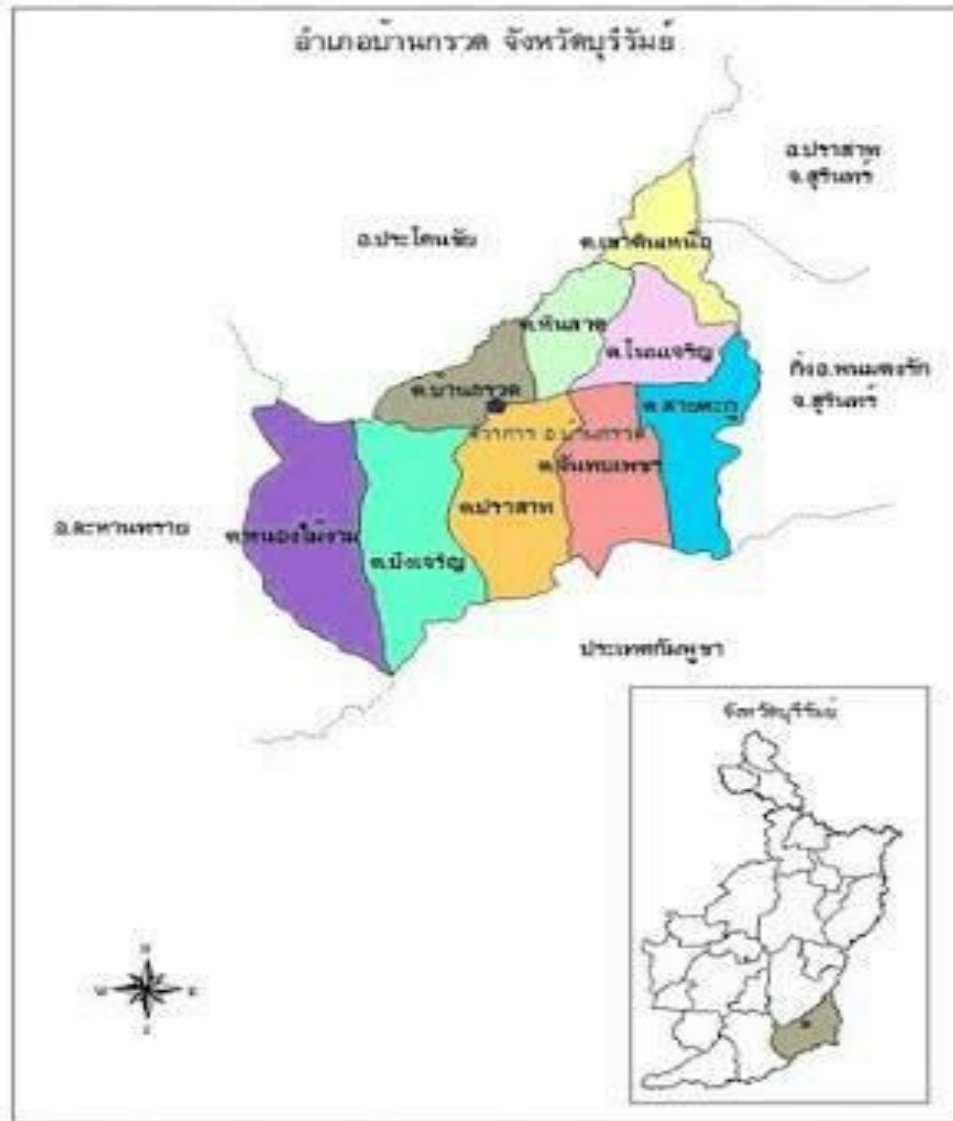 อำเภอบ้านกรวด จังหวัดบุรีรัมย์
อ.ปราสาท
จ.สุรินทร์
อ.ประโคนชัย
ต.เขาดินเหนือ
ต.หินลาด
ต.โนนเจริญ
กิ่งอ.พนมดงรัก
จ.สุรินทร์
ต.บ้านกรวด
ต.สายตะกู
อ.บ้านกรวด
ต.จันทบเพชร
ต.ปราสาท
อ.ละหานทราย
ต.หนองไม้งาม
ต.บึงเจริญ
ประเทศกัมพูชา
จังหวัดบุรีรัมย์
N
W
E